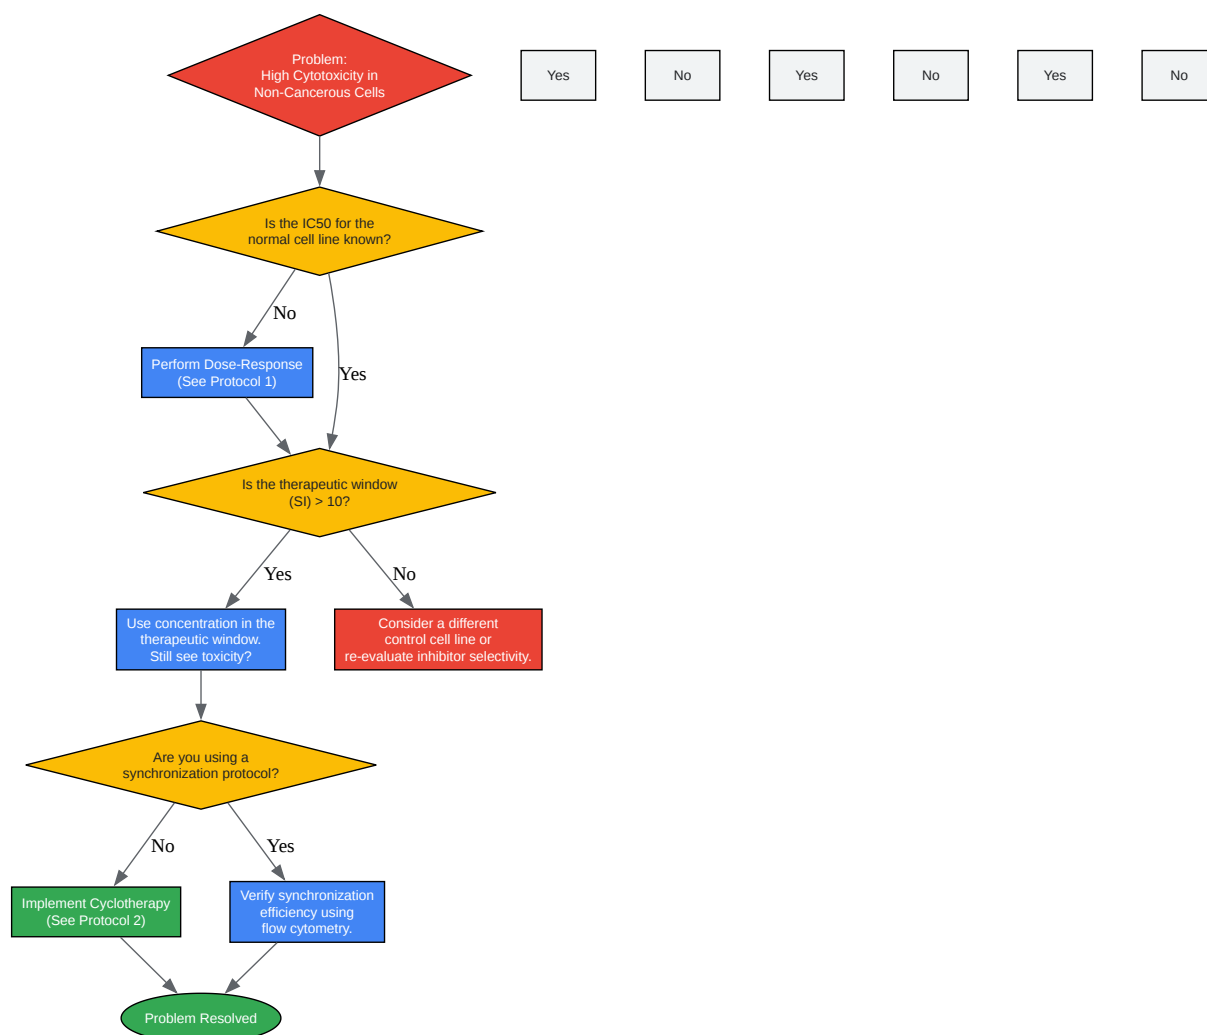 Problem:
High Cytotoxicity in
Non-Cancerous Cells
Yes
No
Yes
No
Yes
No
Is the IC50 for the
normal cell line known?
No
Yes
Perform Dose-Response
(See Protocol 1)
Is the therapeutic window
(SI) > 10?
Yes
No
Use concentration in the
therapeutic window.
Still see toxicity?
Consider a different
control cell line or
re-evaluate inhibitor selectivity.
Are you using a
synchronization protocol?
No
Yes
Implement Cyclotherapy
(See Protocol 2)
Verify synchronization
efficiency using
flow cytometry.
Problem Resolved